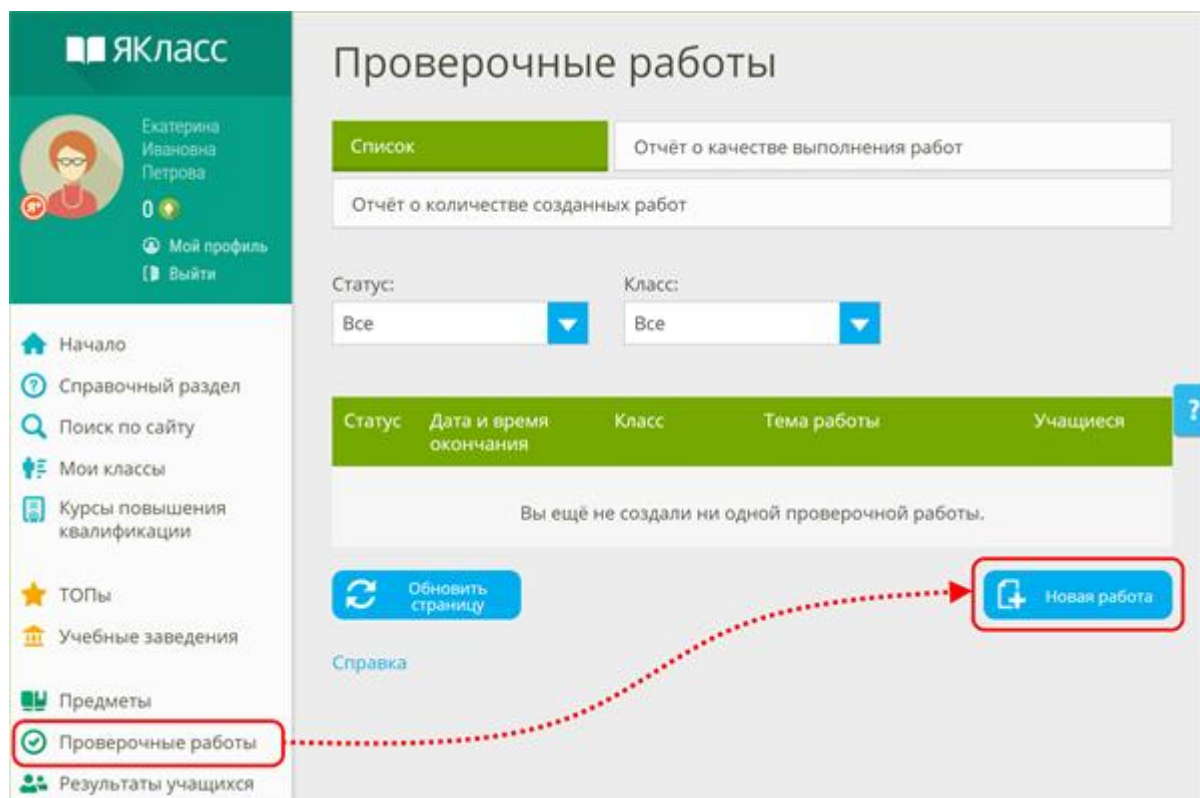 ЯКласс
Екатерина
Ивановна
Петрова
0
Мой профиль
Выйти
Начало
Справочный раздел
Поиск по сайту
Мои классы
Курсы повышения
квалификации
ТОПы
Учебные заведения
Предметы
Проверочные работы
Результаты учащихся
Проверочные работы
Список
Отчёт о качестве выполнения работ
Отчёт о количестве созданных работ
Статус:
Класс:
Все
Все
Статус Дата и время Класс Тема работы Учащиеся
окончания
Вы ещё не создали ни одной проверочной работы.
Обновить
страницу
Новая работа
Справка
?